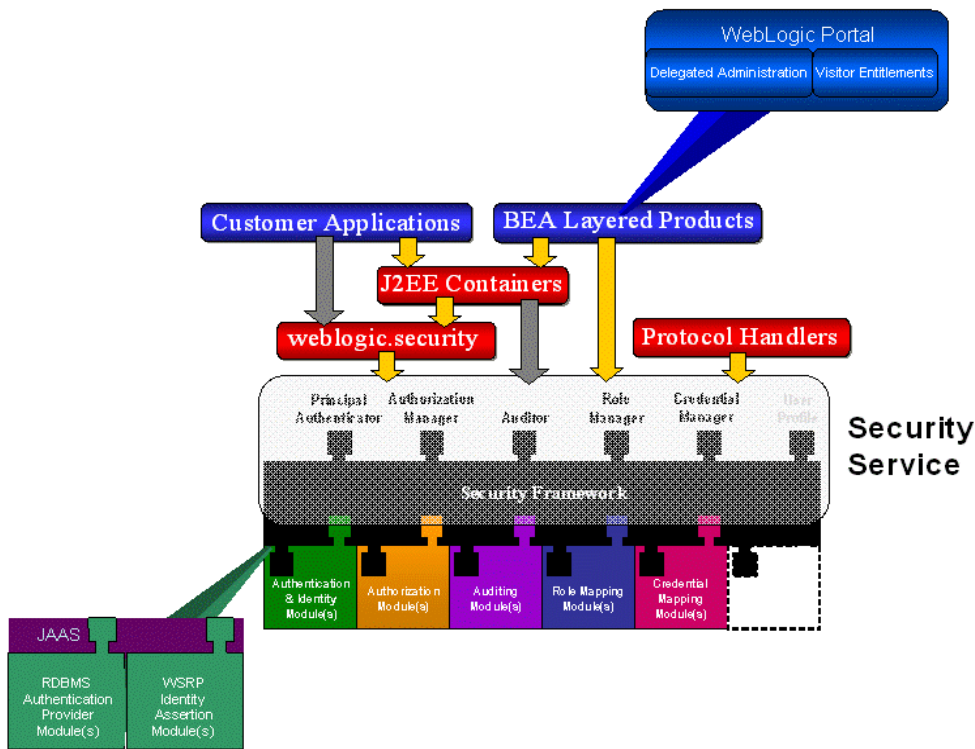 WebLogic Portal
Delegated Administration
Visitor Entitlements
Customer Applications
BEA Layered Products
J2EE Containers
weblogic.security
Protocol Handlers
Principal
Authenticator
Authorization
Manager
Auditor
Role
Manager
Credential
Manager
User
Profile
Security
Service
Security Framework
Authentication
& Identity
Module(s)
Authorization
Module(s)
Auditing
Module(s)
Role Mapping
Module(s)
Credential
Mapping
Module(s)
JAAS
RDBMS
Authentication
Provider
Module(s)
WSRP
Identity
Assertion
Module(s)